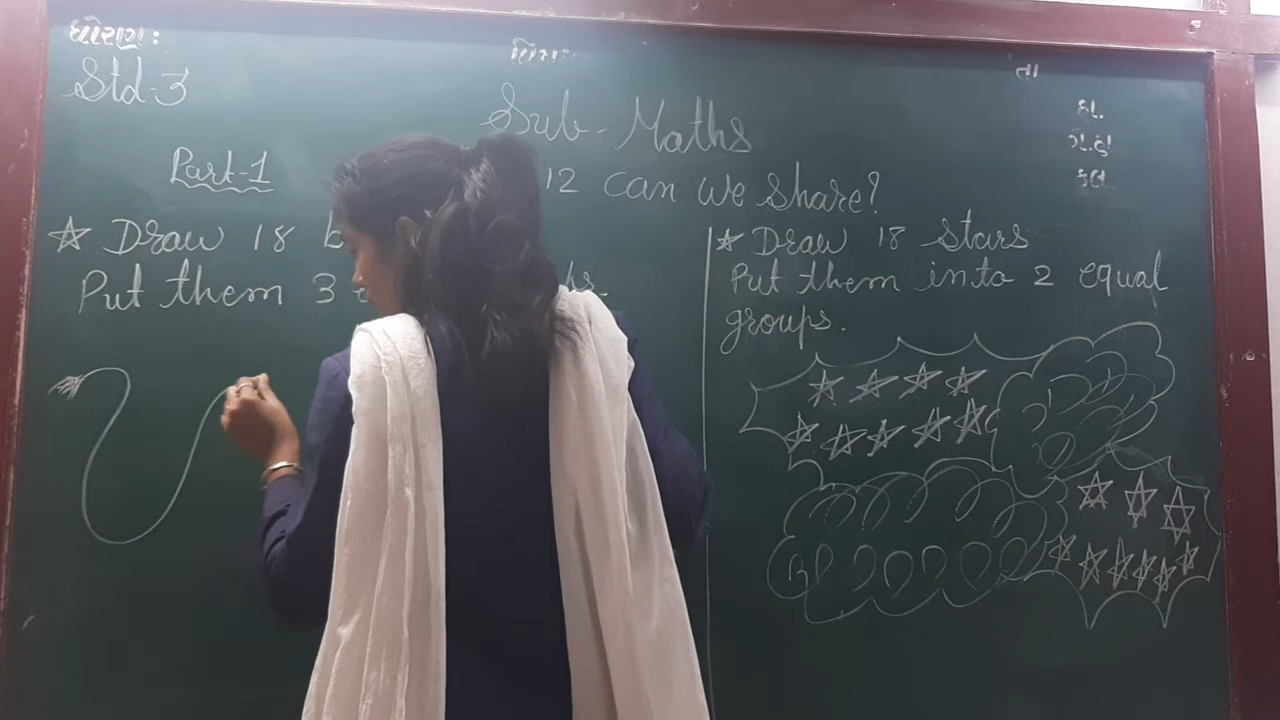 ધોરણ :
Std-3
વિષય
તા
Sub-Maths
હા.
ગે.હા
કુલ
Part-1
12 can we share?
☆ Draw 18 b
Put them 3
☆ Draw 18 stars
Put them into 2 equal
groups.